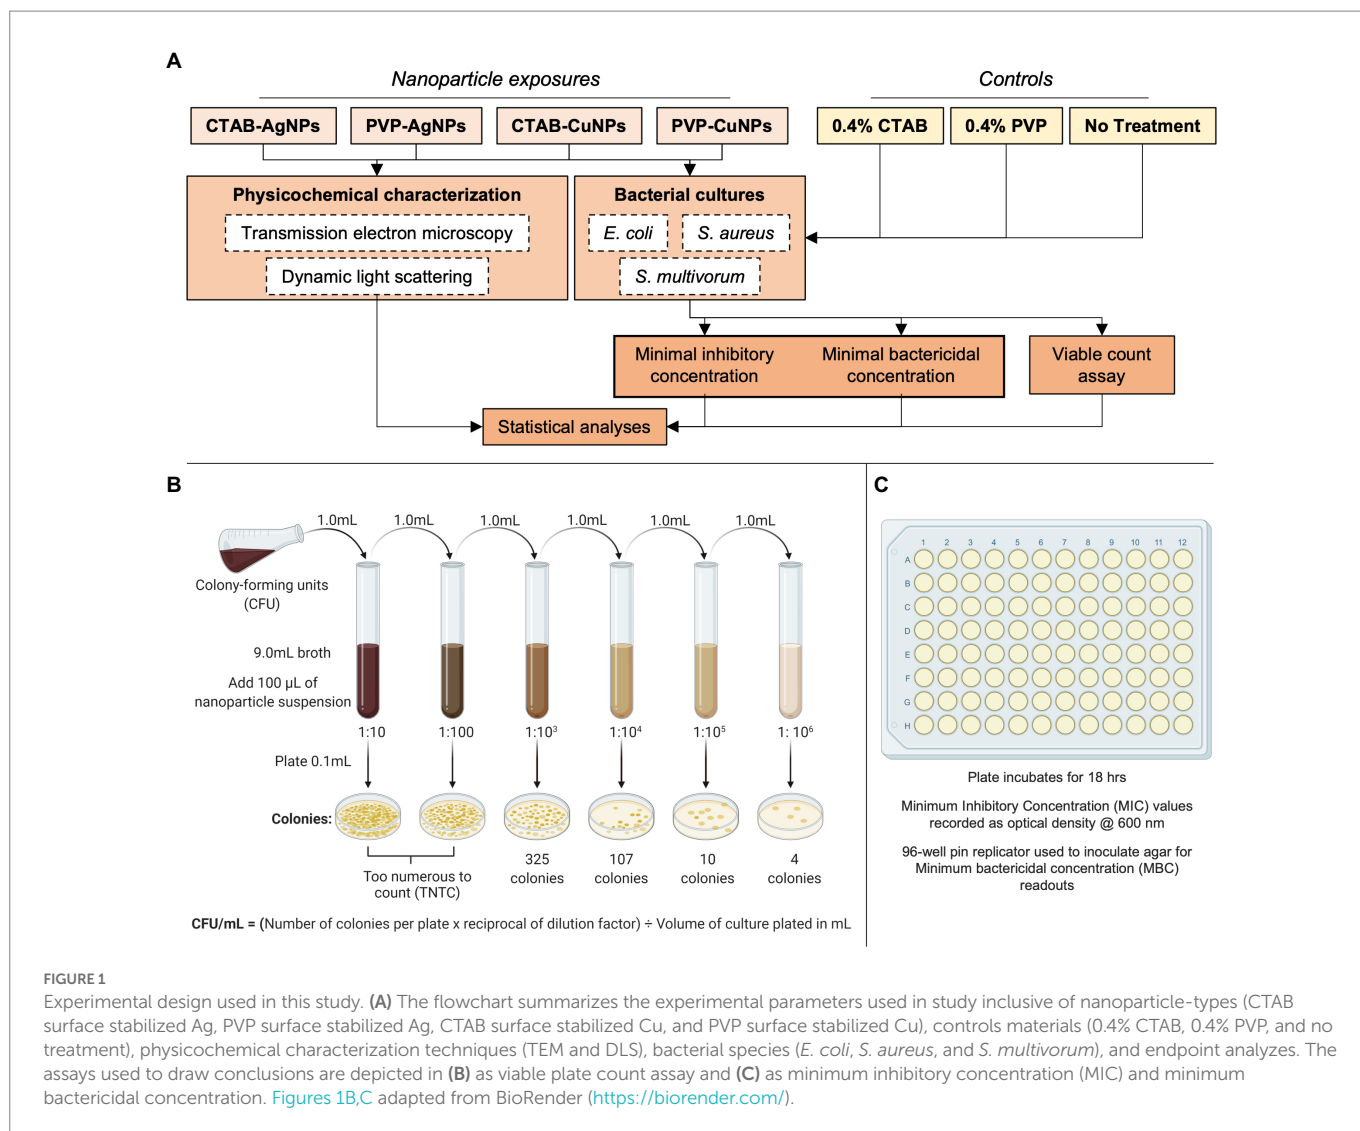 A
Nanoparticle exposures
Controls
CTAB-AgNPs
PVP-AgNPs
CTAB-CuNPs
PVP-CuNPs
0.4% CTAB
0.4% PVP
No Treatment
Physicochemical characterization
Transmission electron microscopy
Dynamic light scattering
Bacterial cultures
E. coli
S. aureus
S. multivorum
Minimal inhibitory
concentration
Minimal bactericidal
concentration
Viable count
assay
Statistical analyses
B
1.0mL
1.0mL
1.0mL
1.0mL
1.0mL
1.0mL
Colony-forming units
(CFU)
9.0mL broth
Add 100 µL of
nanoparticle suspension
1:10
1:100
1:10³
1:10⁴
1:10⁵
1: 10⁶
Plate 0.1mL
Colonies:
Too numerous to
count (TNTC)
325
colonies
107
colonies
10
colonies
4
colonies
CFU/mL = (Number of colonies per plate x reciprocal of dilution factor) ÷ Volume of culture plated in mL
C
1 2 3 4 5 6 7 8 9 10 11 12
A
B
C
D
E
F
G
H
Plate incubates for 18 hrs
Minimum Inhibitory Concentration (MIC) values
recorded as optical density @ 600 nm
96-well pin replicator used to inoculate agar for
Minimum bactericidal concentration (MBC)
readouts
FIGURE 1
Experimental design used in this study. (A) The flowchart summarizes the experimental parameters used in study inclusive of nanoparticle-types (CTAB
surface stabilized Ag, PVP surface stabilized Ag, CTAB surface stabilized Cu, and PVP surface stabilized Cu), controls materials (0.4% CTAB, 0.4% PVP, and no
treatment), physicochemical characterization techniques (TEM and DLS), bacterial species (E. coli, S. aureus, and S. multivorum), and endpoint analyzes. The
assays used to draw conclusions are depicted in (B) as viable plate count assay and (C) as minimum inhibitory concentration (MIC) and minimum
bactericidal concentration. Figures 1B,C adapted from BioRender (https://biorender.com/).